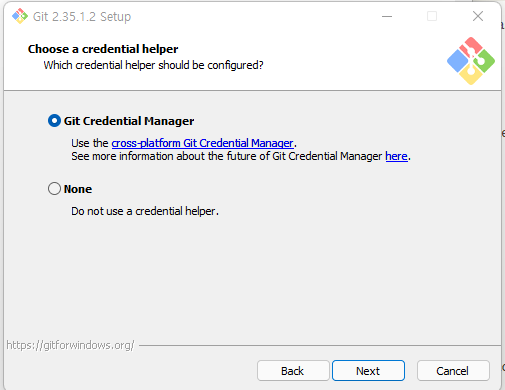 Git 2.35.1.2 Setup
Choose a credential helper
Which credential helper should be configured?
Git Credential Manager
Use the cross-platform Git Credential Manager.
See more information about the future of Git Credential Manager here.
None
Do not use a credential helper.
https://gitforwindows.org/
Back Next Cancel